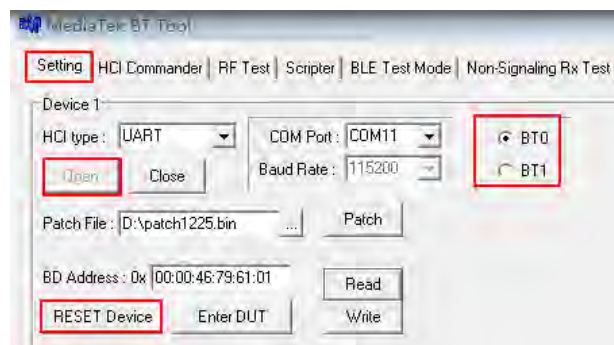 MediaTek BT Tool
Setting HCI Commander RF Test Scripter BLE Test Mode Non-Signaling Rx Test
Device 1
HCI type : UART COM Port : COM11 BT0
Open Close Baud Rate : 115200 BT1
Patch File : D:\patch1225.bin ... Patch
BD Address : 0x 00:00:46:79:61:01 Read
RESET Device Enter DUT Write